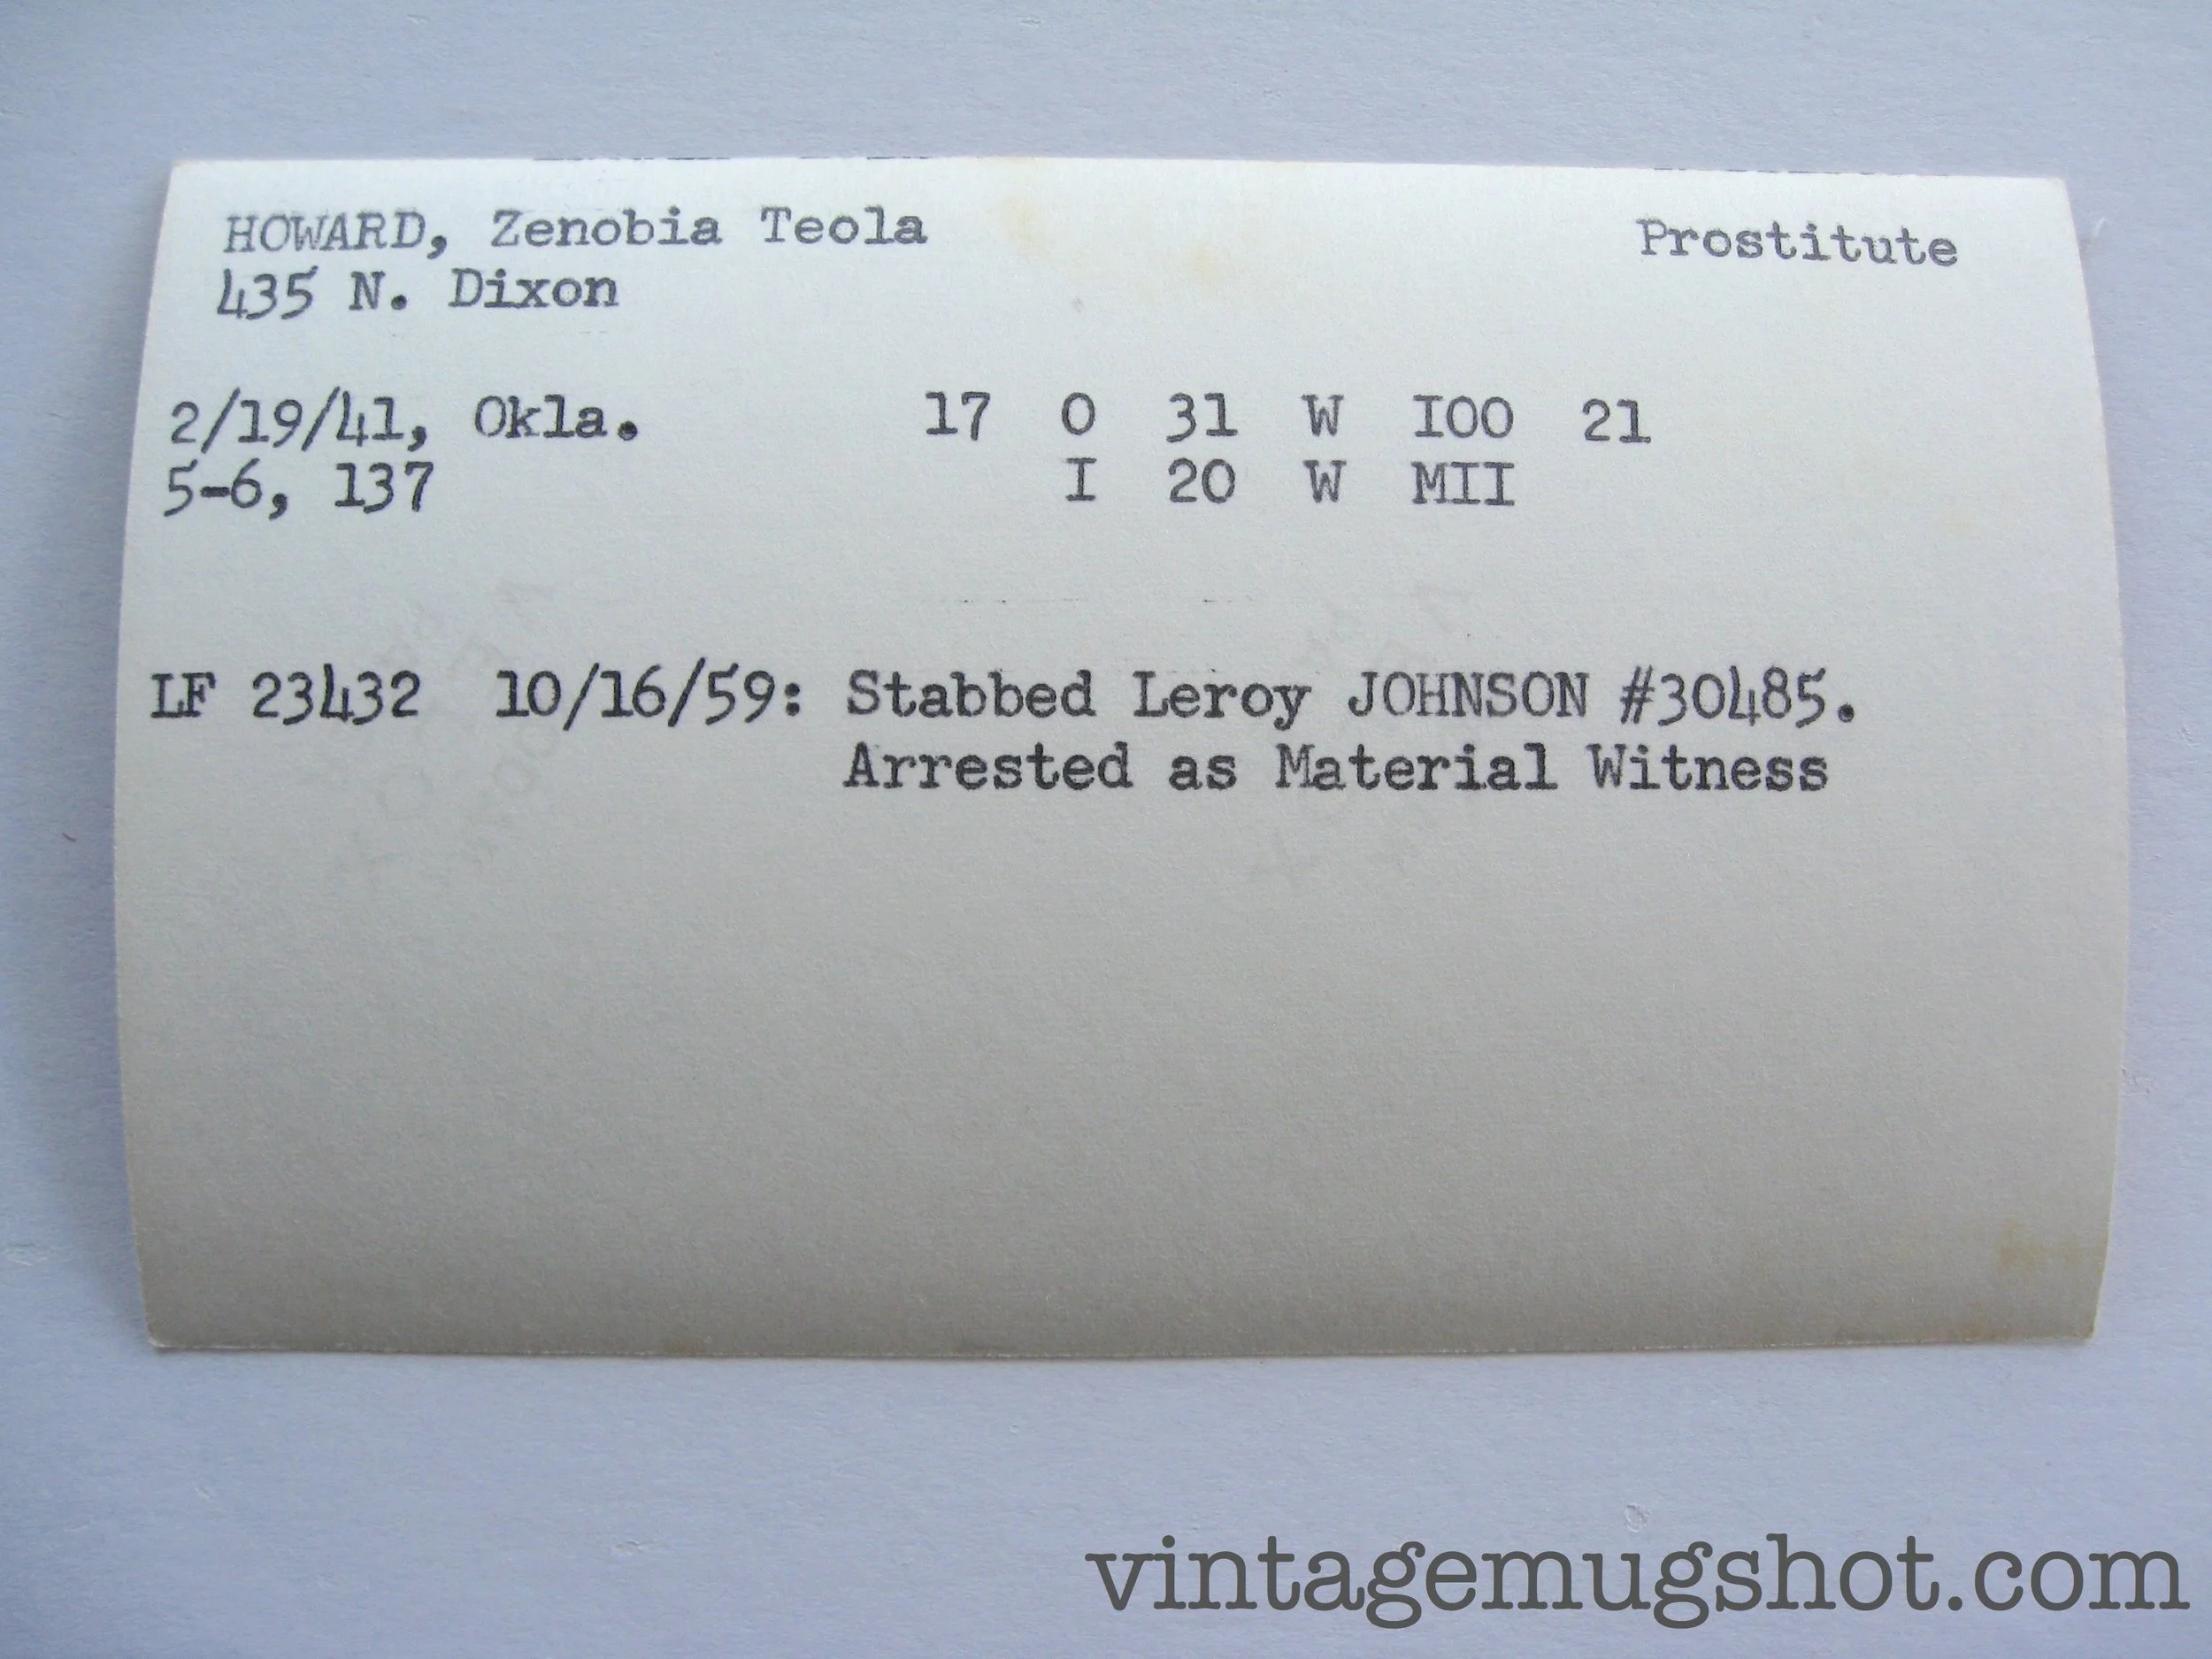 HOWARD, Zenobia Teola Prostitute
435 N. Dixon
2/19/41, Okla. 17 O 31 W IOO 21
5-6, 137 I 20 W MII
LF 23432 10/16/59: Stabbed Leroy JOHNSON #30485.
Arrested as Material Witness
vintagemugshot.com